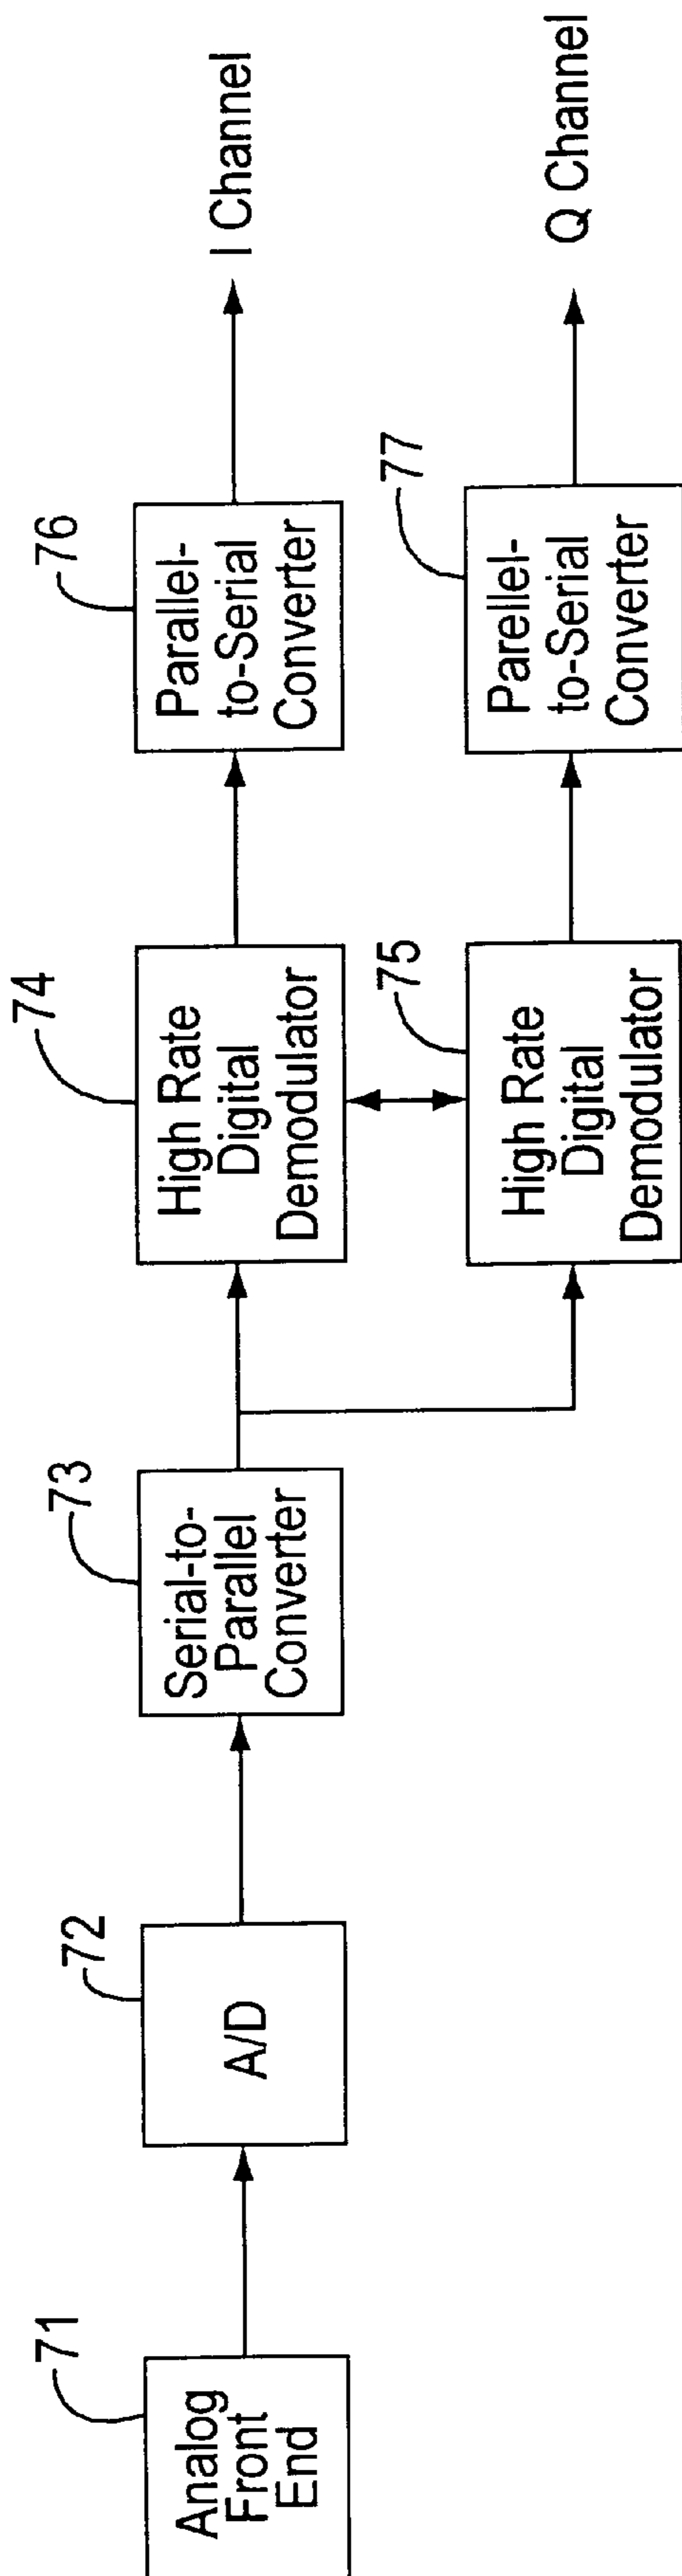 71
Analog
Front
End
72
A/D
73
Serial-to-
Parallel
Converter
74
High Rate
Digital
Demodulator
75
High Rate
Digital
Demodulator
76
Parallel-
to-Serial
Converter
77
Parellel-
to-Serial
Converter
I Channel
Q Channel